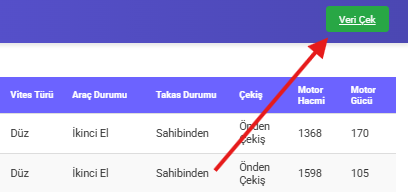 Veri Çek
Vites Türü Araç Durumu Takas Durumu Çekiş Motor Hacmi Motor Gücü
Düz İkinci El Sahibinden Önden Çekiş 1368 170
Düz İkinci El Sahibinden Önden Çekiş 1598 105